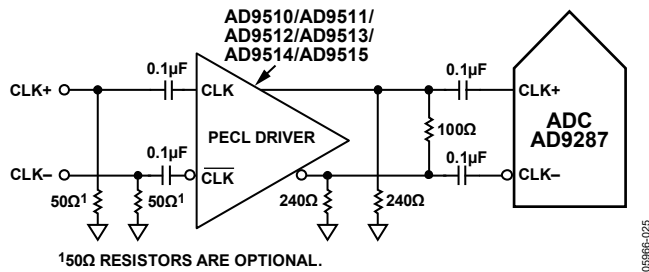 AD9510/AD9511/
AD9512/AD9513/
AD9514/AD9515
0.1µF
0.1µF
CLK+
CLK
CLK+
PECL DRIVER
100Ω
ADC
AD9287
0.1µF
0.1µF
CLK–
CLK
CLK–
50Ω¹
50Ω¹
240Ω
240Ω
¹50Ω RESISTORS ARE OPTIONAL.
05966-025